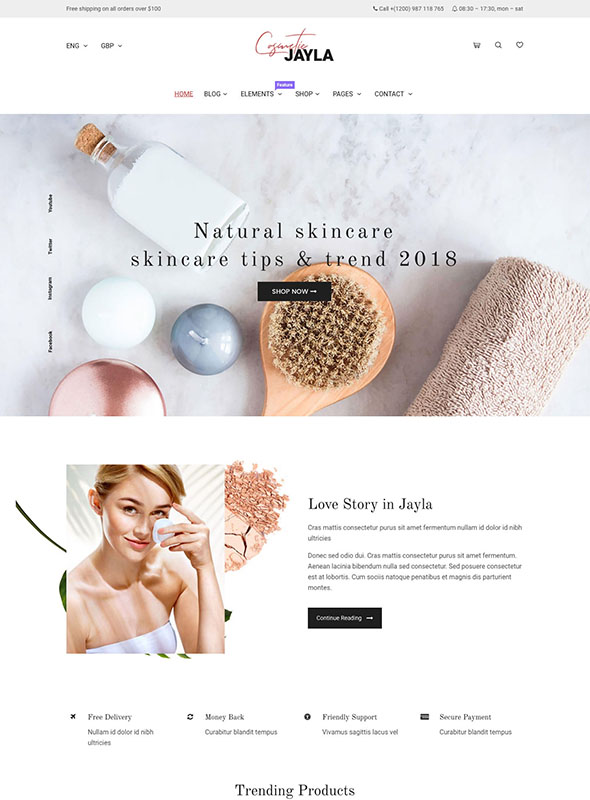 Free shipping on all orders over $100
Call +(1200) 987 118 765
08:30 – 17:30, mon – sat
ENG
GBP
Cosmetic
JAYLA
Feature
HOME BLOG ELEMENTS SHOP PAGES CONTACT
Youtube
Twitter
Instagram
Facebook
Natural skincare
skincare tips & trend 2018
SHOP NOW
Love Story in Jayla
Cras mattis consectetur purus sit amet fermentum nullam id dolor id nibh
ultricies
Donec sed odio dui. Cras mattis consectetur purus sit amet fermentum.
Aenean lacinia bibendum nulla sed consectetur. Sed posuere consectetur
est at lobortis. Cum sociis natoque penatibus et magnis dis parturient
montes.
Continue Reading
Free Delivery
Nullam id dolor id nibh
ultricies
Money Back
Curabitur blandit tempus
Friendly Support
Vivamus sagittis lacus vel
Secure Payment
Curabitur blandit tempus
Trending Products